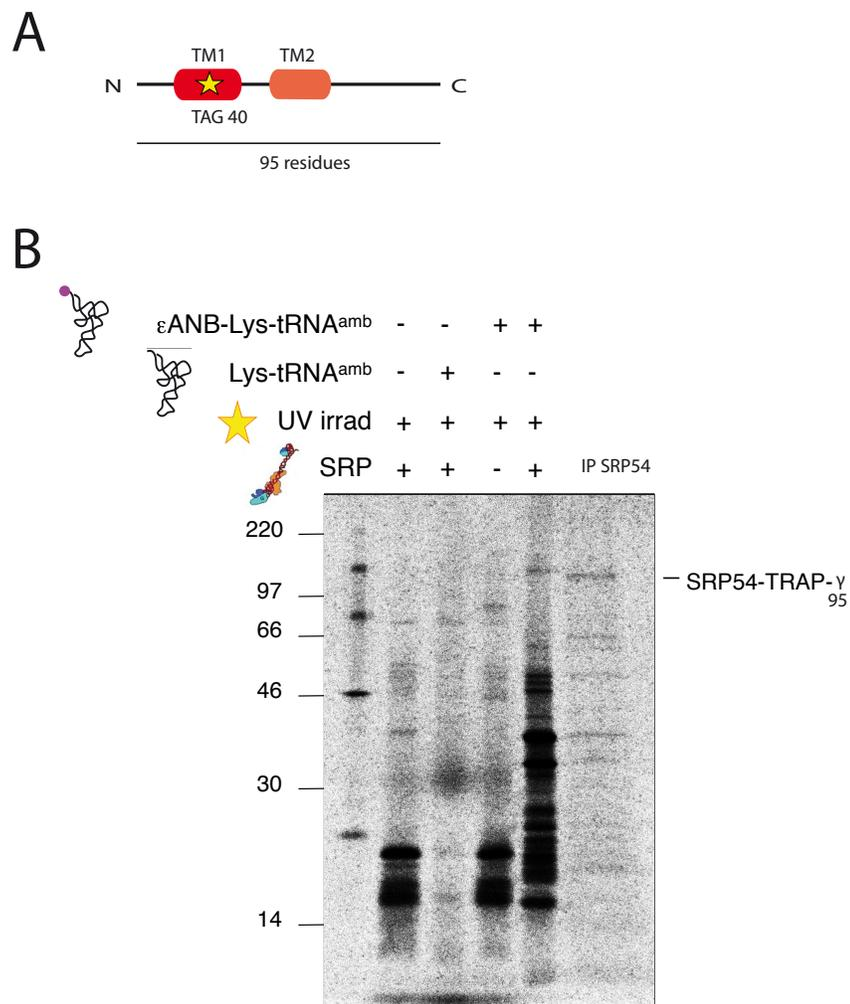 A
TM1 TM2
N C
TAG 40
95 residues
B
εANB-Lys-tRNAamb - - + +
Lys-tRNAamb - + - -
UV irrad + + + +
SRP + + - + IP SRP54
220
97
66
46
30
14
SRP54-TRAP-γ
95